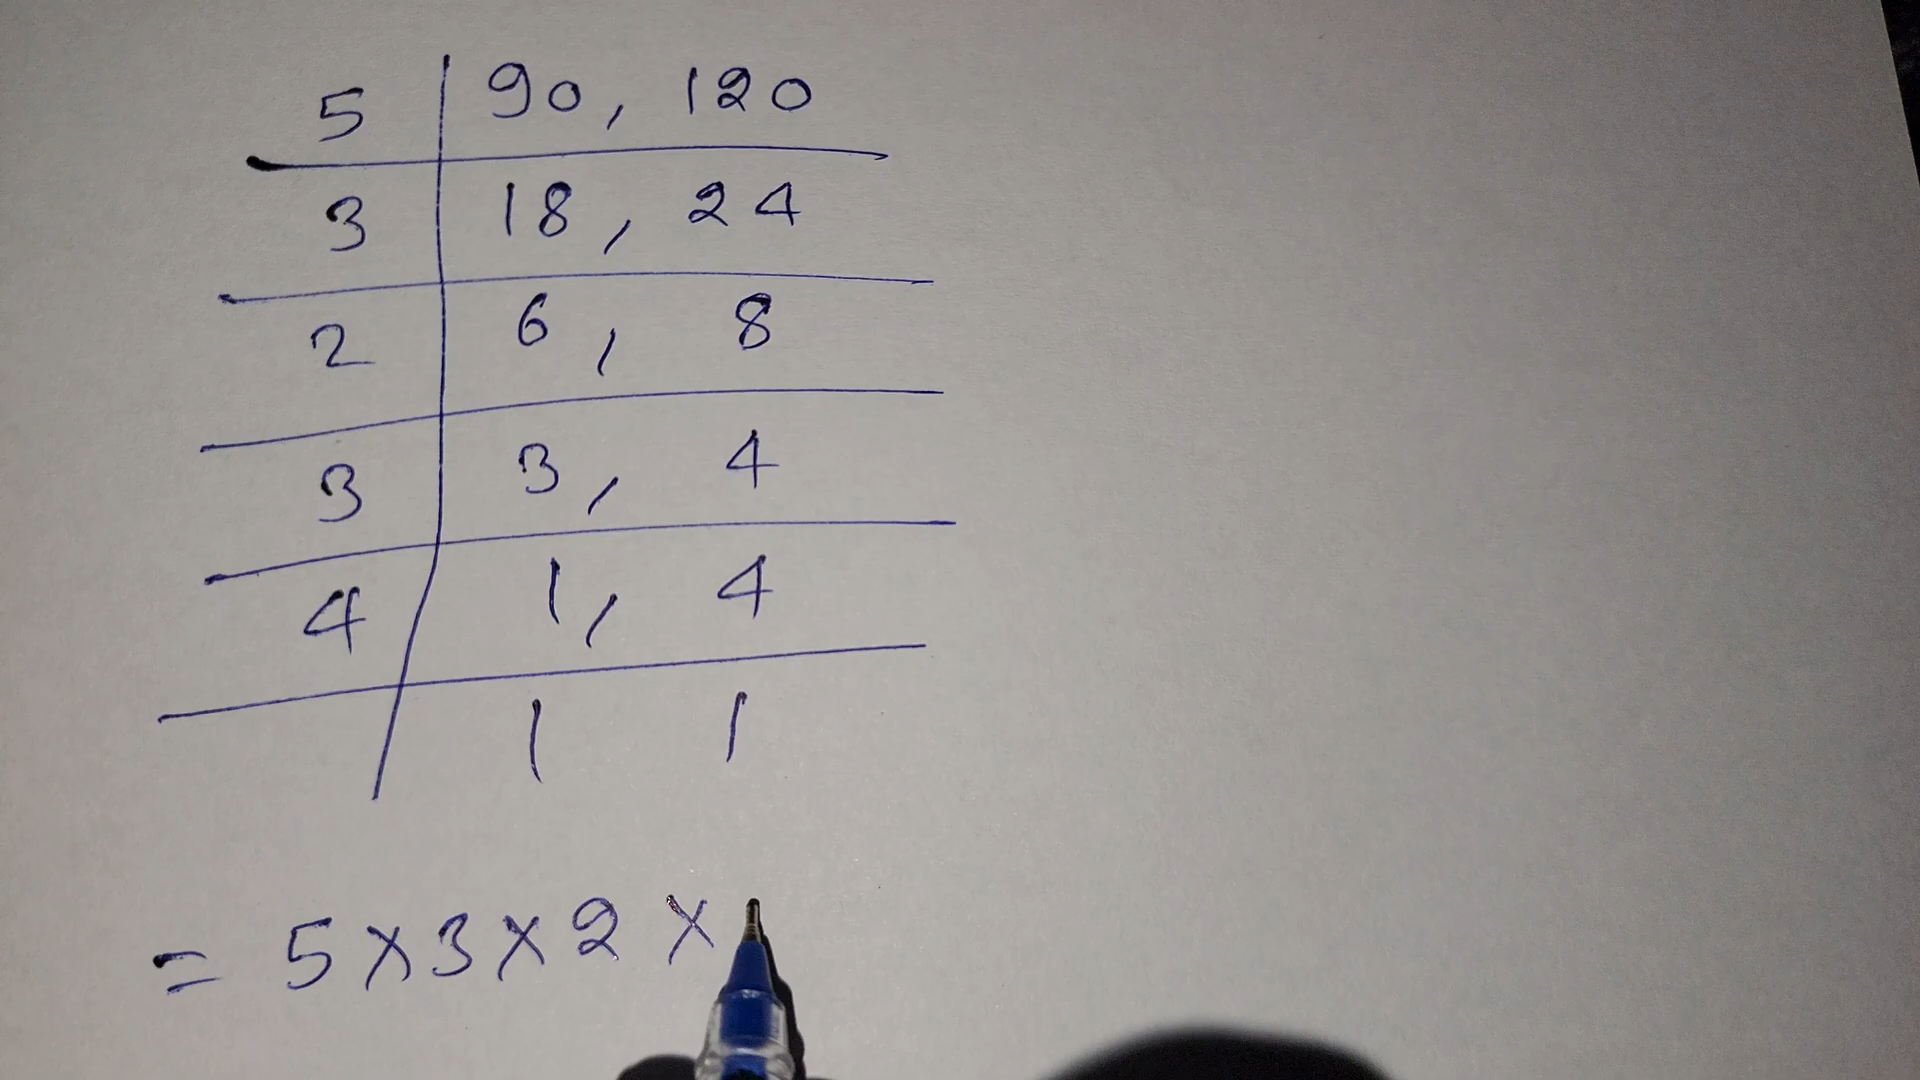 5 | 90, 120
3 | 18, 24
2 | 6, 8
3 | 3, 4
4 | 1, 4
1 1
= 5 × 3 × 2 ×